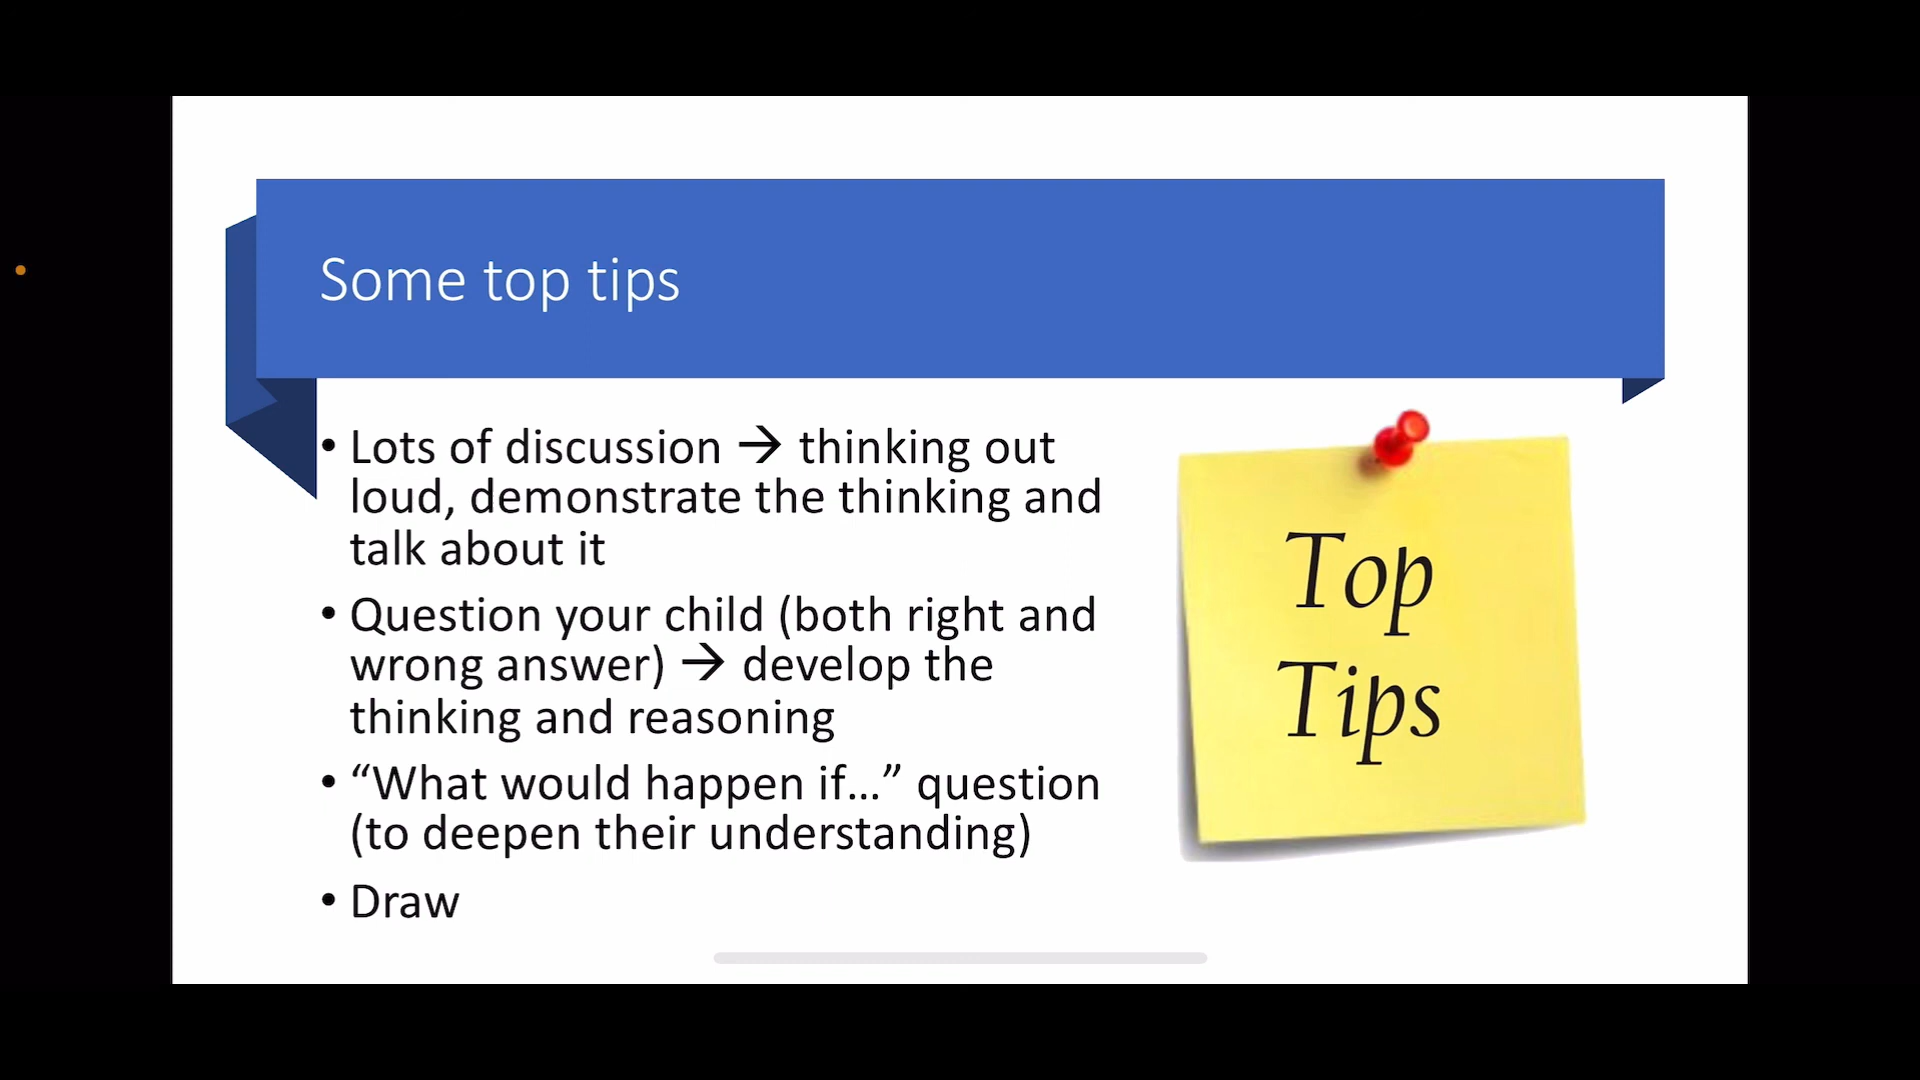 Some top tips
• Lots of discussion → thinking out
loud, demonstrate the thinking and
talk about it
• Question your child (both right and
wrong answer) → develop the
thinking and reasoning
• “What would happen if...” question
(to deepen their understanding)
• Draw
Top
Tips